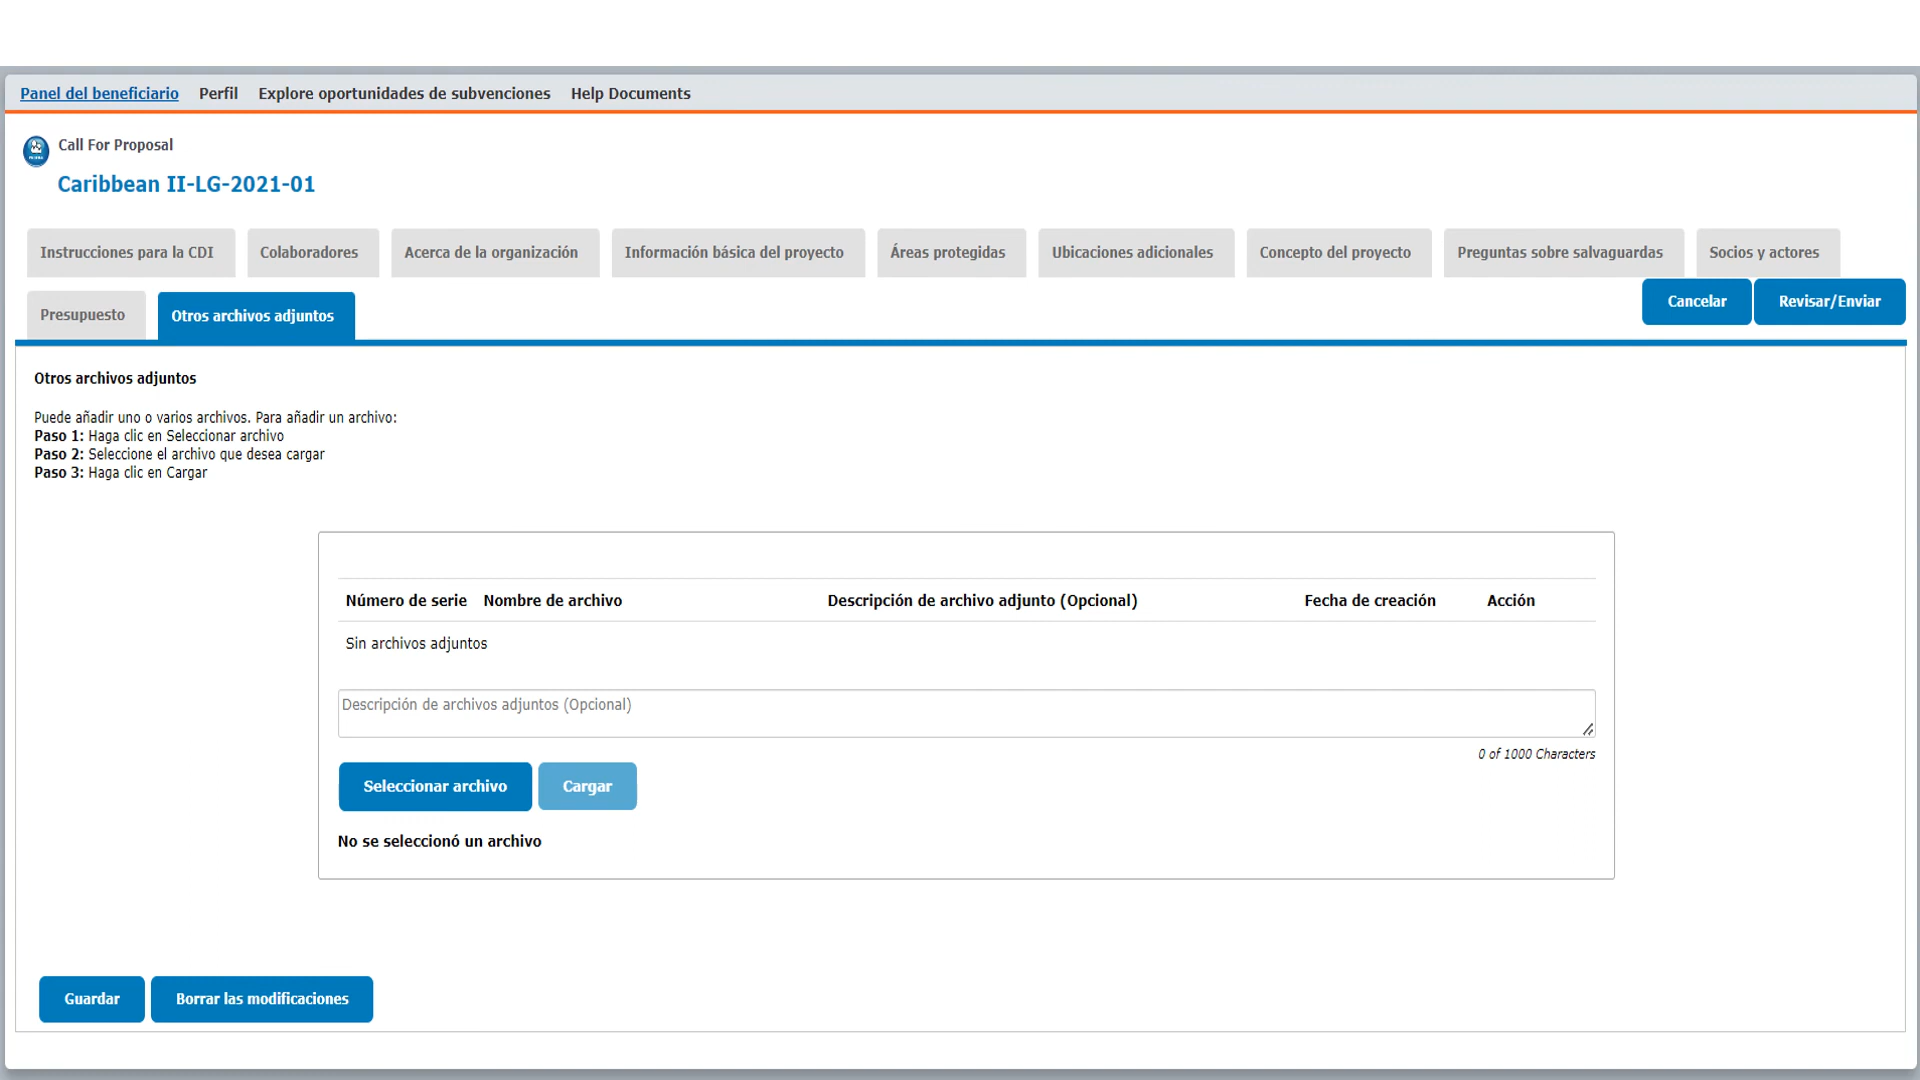 Panel del beneficiario Perfil Explore oportunidades de subvenciones Help Documents
Call For Proposal
Caribbean II-LG-2021-01
Instrucciones para la CDI Colaboradores Acerca de la organización Información básica del proyecto Áreas protegidas Ubicaciones adicionales Concepto del proyecto Preguntas sobre salvaguardas Socios y actores
Cancelar Revisar/Enviar
Presupuesto Otros archivos adjuntos
Otros archivos adjuntos
Puede añadir uno o varios archivos. Para añadir un archivo:
Paso 1: Haga clic en Seleccionar archivo
Paso 2: Seleccione el archivo que desea cargar
Paso 3: Haga clic en Cargar
Número de serie Nombre de archivo Descripción de archivo adjunto (Opcional) Fecha de creación Acción
Sin archivos adjuntos
Descripción de archivos adjuntos (Opcional)
0 of 1000 Characters
Seleccionar archivo Cargar
No se seleccionó un archivo
Guardar Borrar las modificaciones